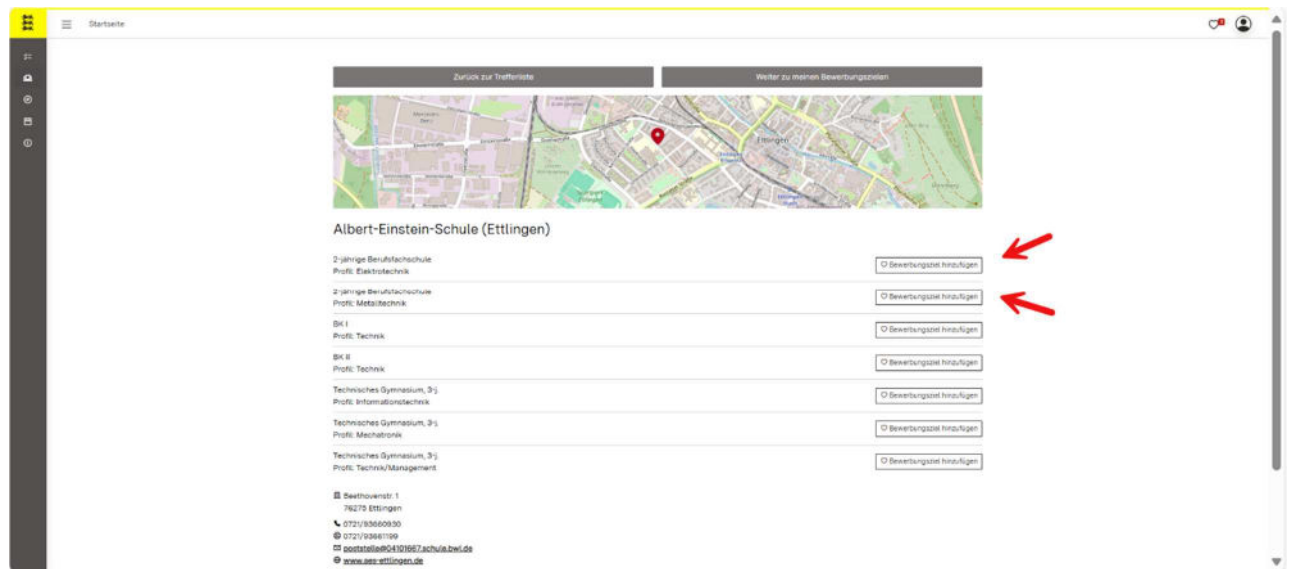 Startseite
Zurück zur Trefferliste
Weiter zu meinen Bewerbungszielen
Ettlingen
Albert-Einstein-Schule (Ettlingen)
2-jährige Berufsfachschule
Profil: Elektrotechnik
Bewerbungsziel hinzufügen
2-jährige Berufsfachschule
Profil: Metalltechnik
Bewerbungsziel hinzufügen
BK I
Profil: Technik
Bewerbungsziel hinzufügen
BK II
Profil: Technik
Bewerbungsziel hinzufügen
Technisches Gymnasium, 3-j.
Profil: Informationstechnik
Bewerbungsziel hinzufügen
Technisches Gymnasium, 3-j.
Profil: Mechatronik
Bewerbungsziel hinzufügen
Technisches Gymnasium, 3-j.
Profil: Technik/Management
Bewerbungsziel hinzufügen
Beethovenstr. 1
76275 Ettlingen
0721/93660930
0721/93661199
poststelle@04101667.schule.bwl.de
www.aes-ettlingen.de